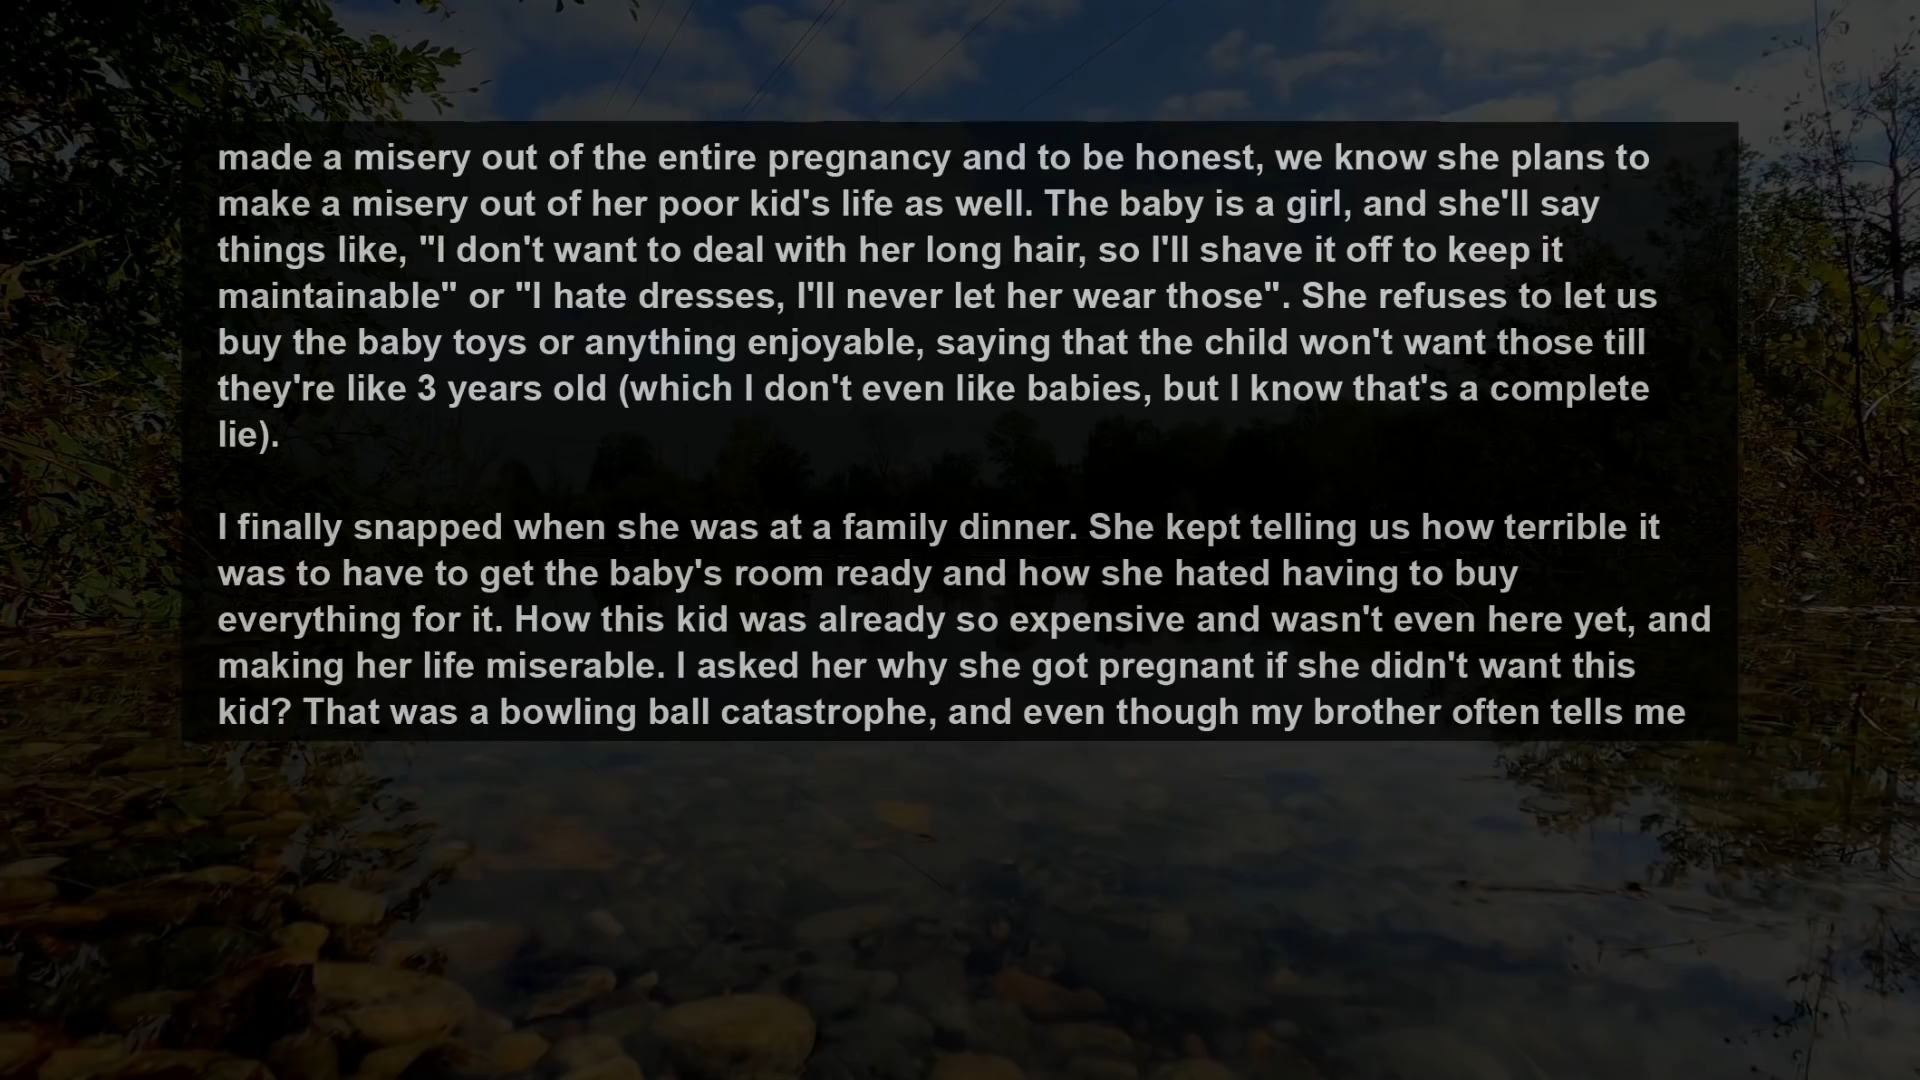 made a misery out of the entire pregnancy and to be honest, we know she plans to
make a misery out of her poor kid's life as well. The baby is a girl, and she'll say
things like, "I don't want to deal with her long hair, so I'll shave it off to keep it
maintainable" or "I hate dresses, I'll never let her wear those". She refuses to let us
buy the baby toys or anything enjoyable, saying that the child won't want those till
they're like 3 years old (which I don't even like babies, but I know that's a complete
lie).
I finally snapped when she was at a family dinner. She kept telling us how terrible it
was to have to get the baby's room ready and how she hated having to buy
everything for it. How this kid was already so expensive and wasn't even here yet, and
making her life miserable. I asked her why she got pregnant if she didn't want this
kid? That was a bowling ball catastrophe, and even though my brother often tells me